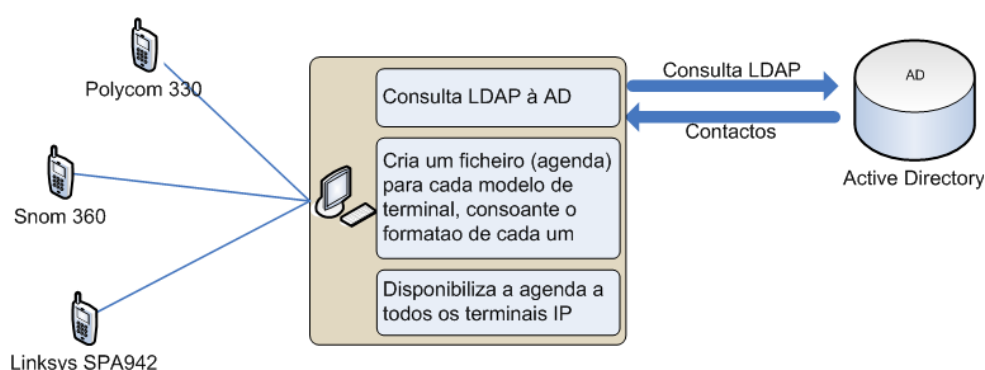 Polycom 330
Snom 360
Linksys SPA942
Consulta LDAP à AD
Cria um ficheiro (agenda)
para cada modelo de
terminal, consoante o
formatao de cada um
Disponibiliza a agenda a
todos os terminais IP
Consulta LDAP
Contactos
AD
Active Directory